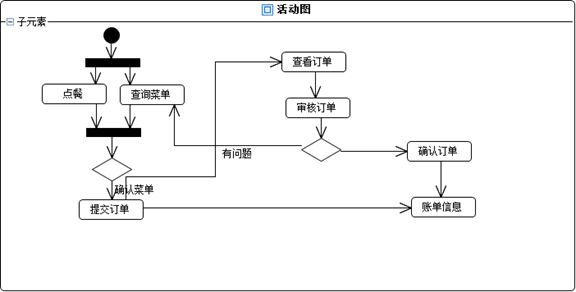 活动图
子元素
点餐
查询菜单
查看订单
审核订单
有问题
确认订单
确认菜单
提交订单
账单信息